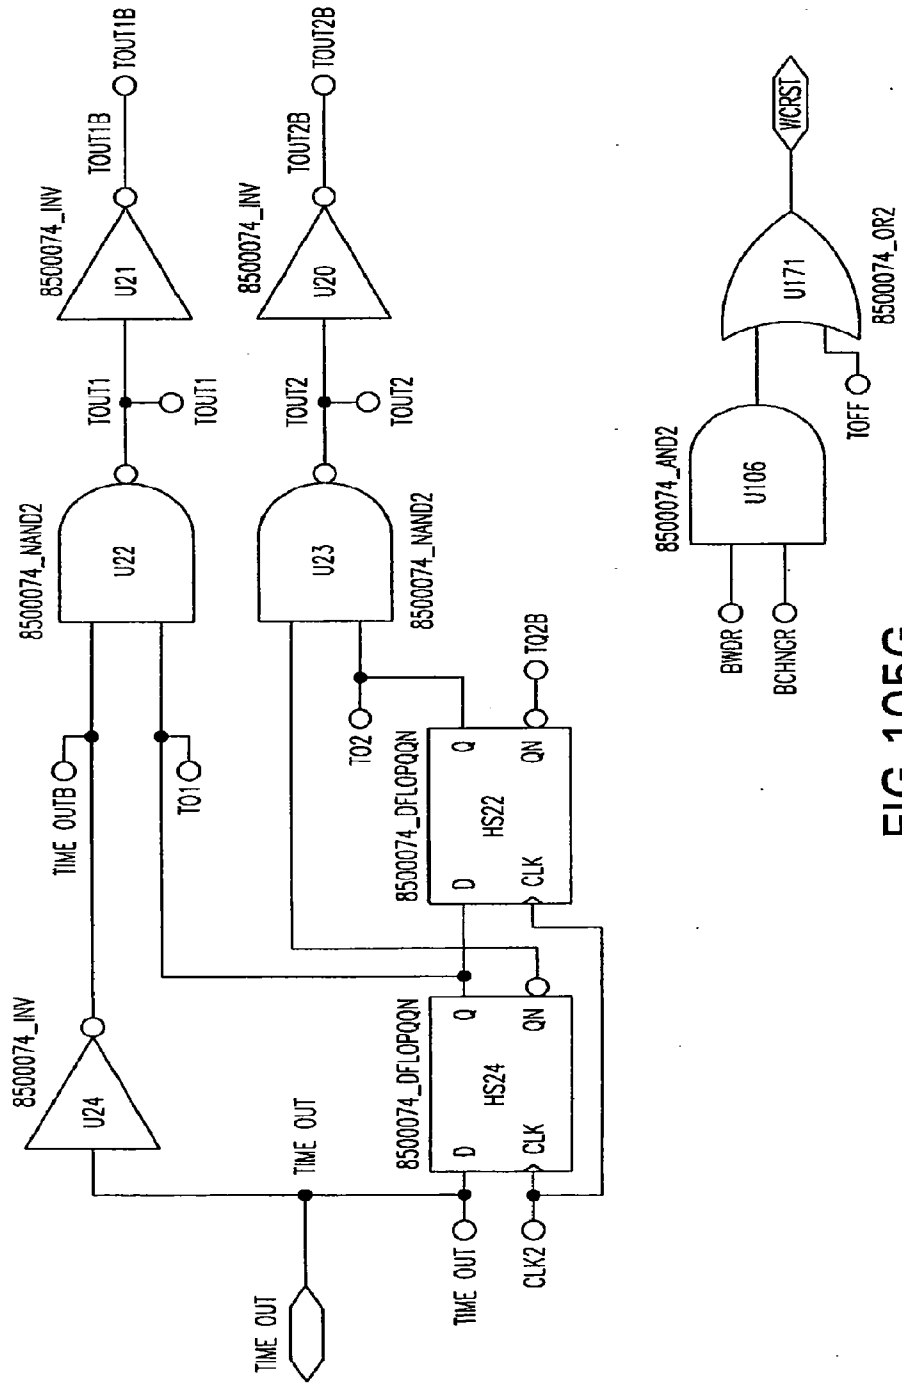 8500074_INV
U24
TIME OUTB
8500074_NAND2
U22
TOUT1
TOUT1
8500074_INV
U21
TOUT1B
TOUT1B
TQ1
TIME OUT
TIME OUT
8500074_NAND2
U23
TOUT2
TOUT2
8500074_INV
U20
TOUT2B
TOUT2B
TQ2
8500074_DFLOPQQN
D
Q
HS24
CLK
QN
8500074_DFLOPQQN
D
Q
HS22
CLK
QN
TIME OUT
CLK2
TQ2B
8500074_AND2
BWDR
BCHNGR
U106
TOFF
U171
8500074_OR2
WCRST
FIG 105G